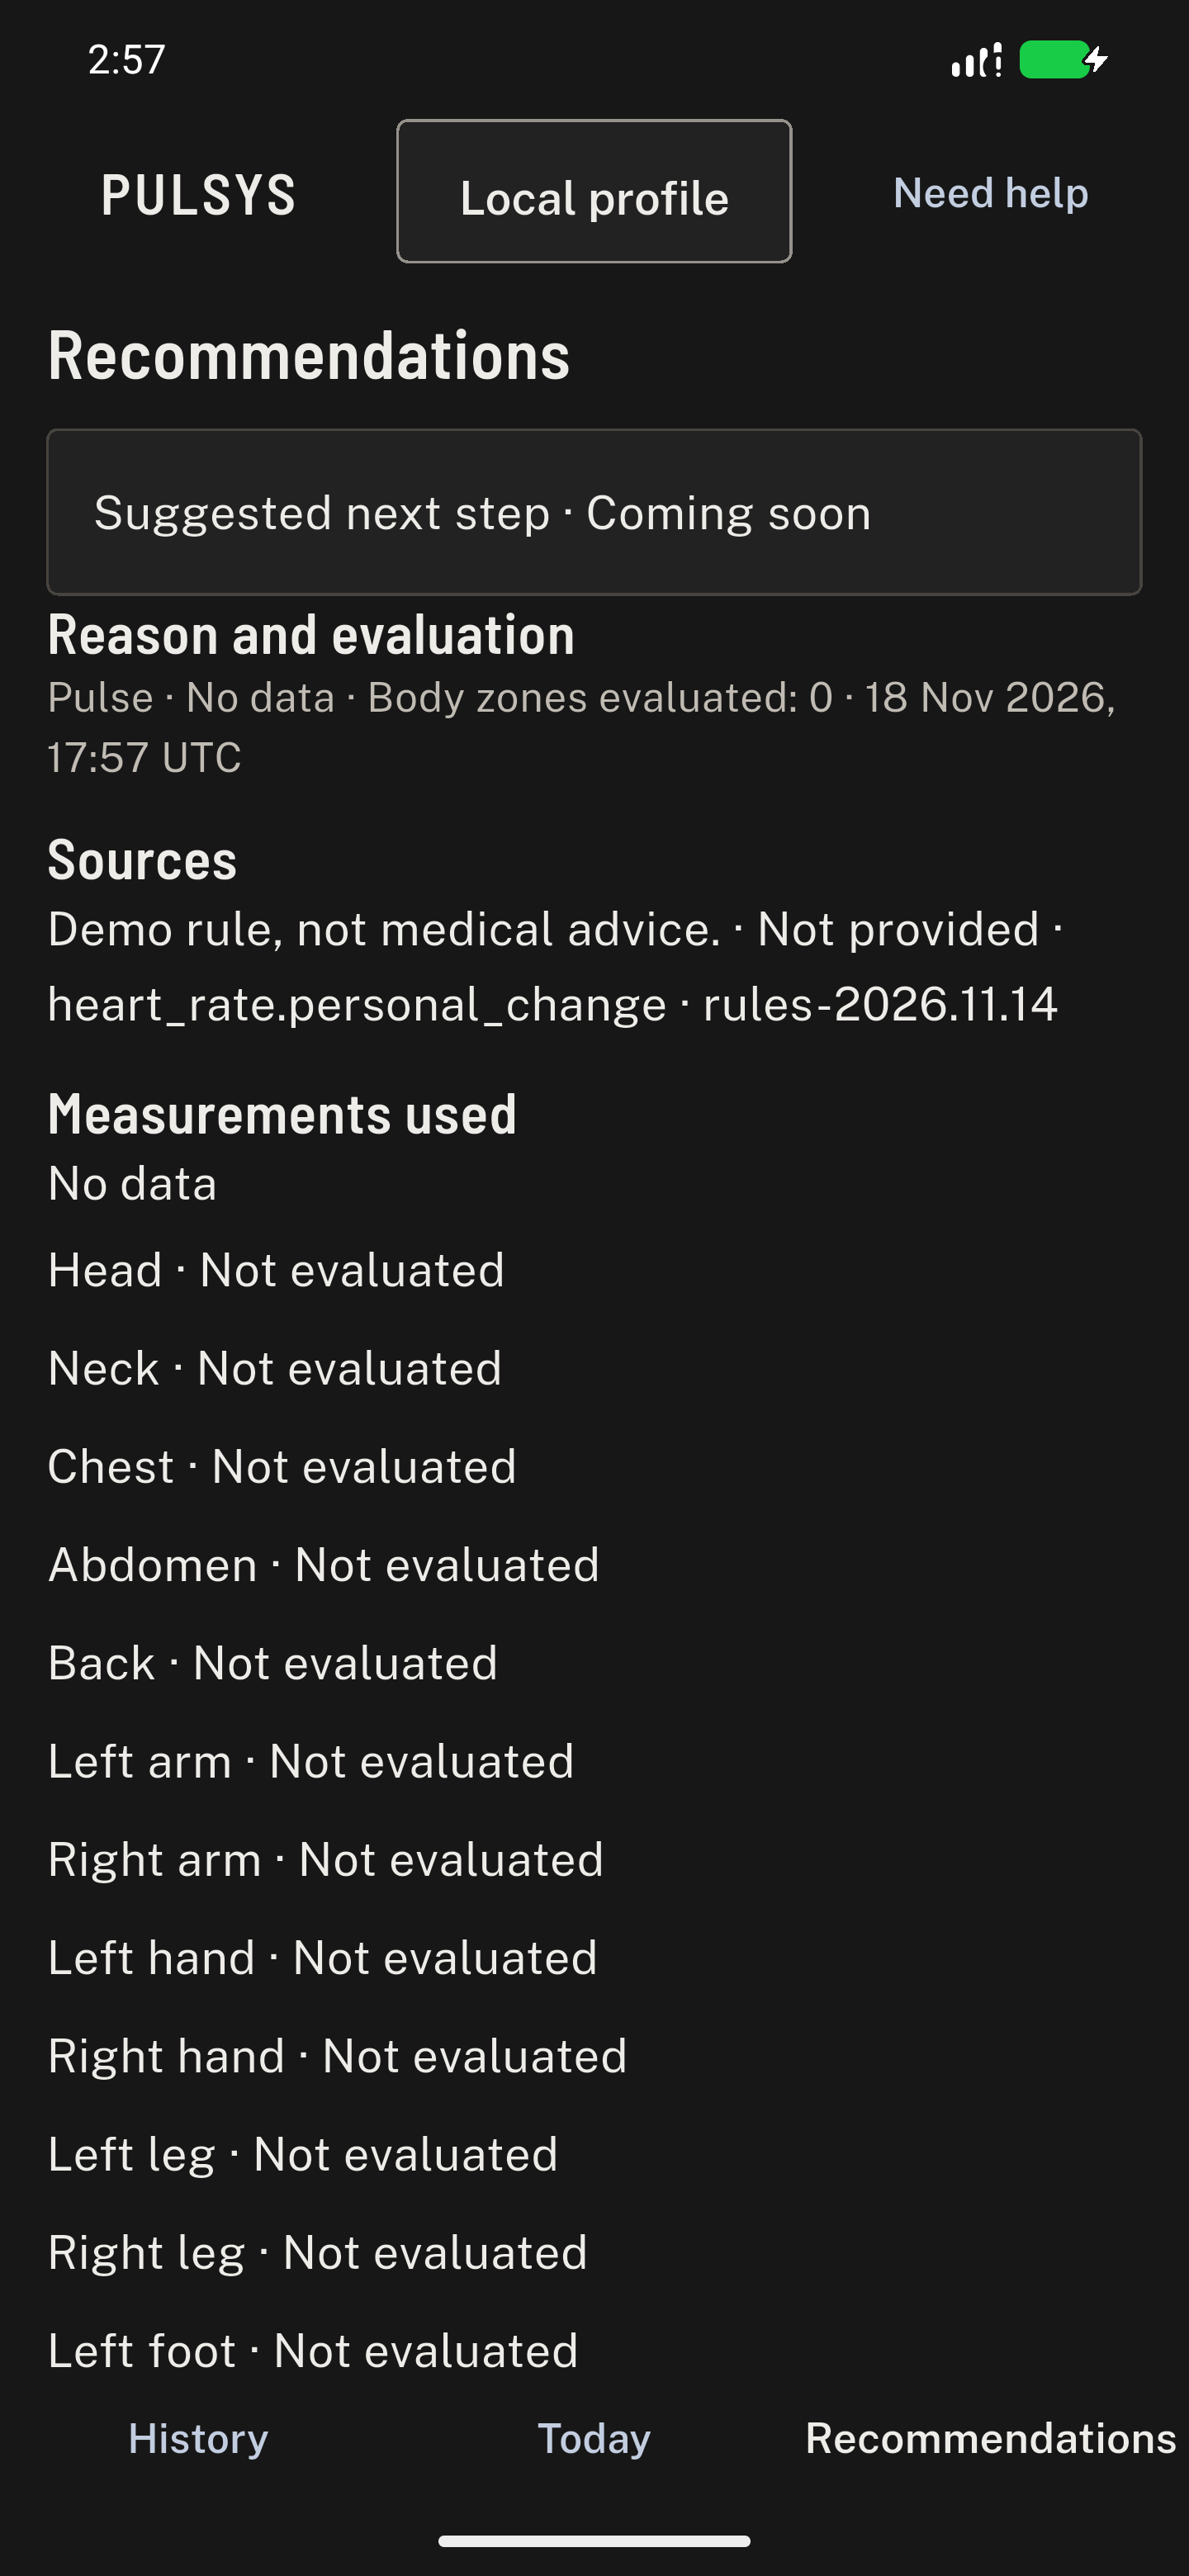 2:57
PULSYS
Local profile
Need help
Recommendations
Suggested next step · Coming soon
Reason and evaluation
Pulse · No data · Body zones evaluated: 0 · 18 Nov 2026,
17:57 UTC
Sources
Demo rule, not medical advice. · Not provided ·
heart_rate.personal_change · rules-2026.11.14
Measurements used
No data
Head · Not evaluated
Neck · Not evaluated
Chest · Not evaluated
Abdomen · Not evaluated
Back · Not evaluated
Left arm · Not evaluated
Right arm · Not evaluated
Left hand · Not evaluated
Right hand · Not evaluated
Left leg · Not evaluated
Right leg · Not evaluated
Left foot · Not evaluated
History
Today
Recommendations